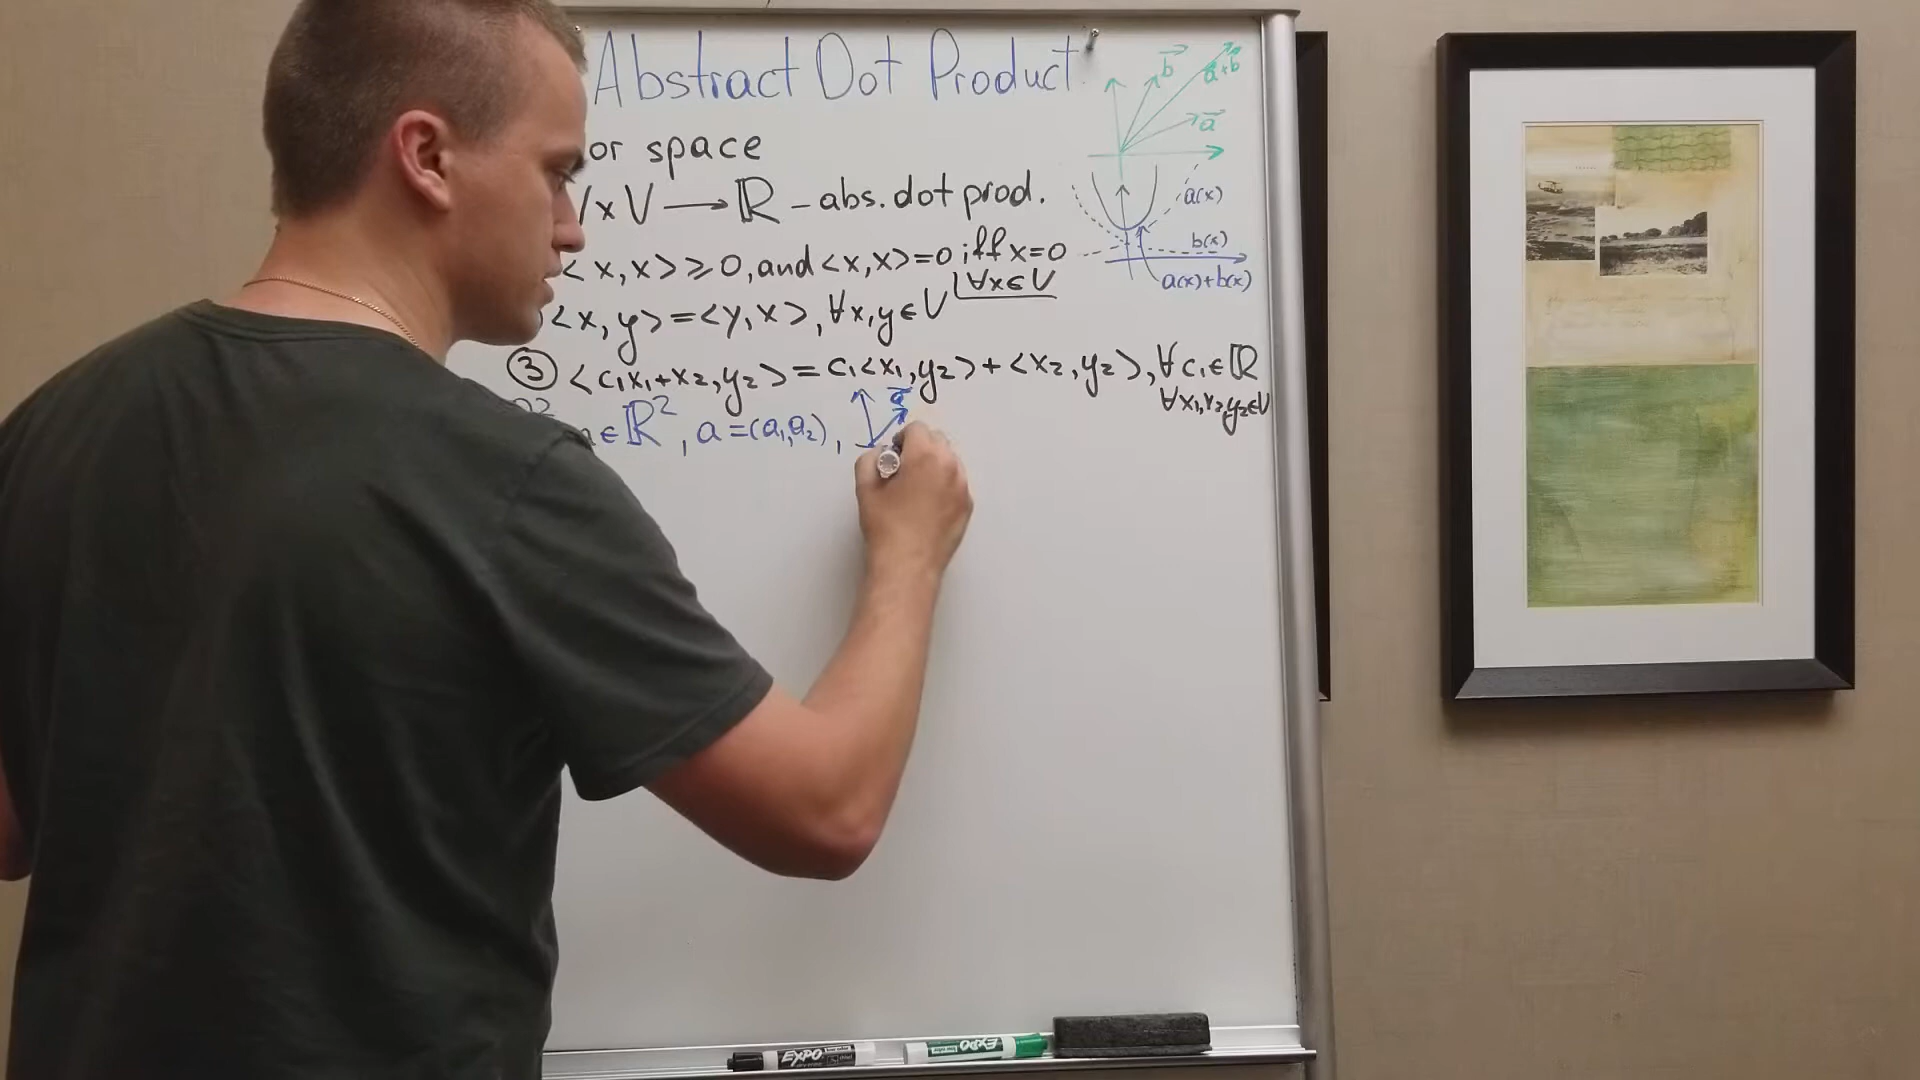 Abstract Dot Product
or space
V x V → ℝ - abs. dot prod.
< x, x > ⩾ 0, and < x, x > = 0 iff x = 0
∀x∈V
< x, y > = < y, x >, ∀x,y ∈ V
③ < c₁x₁ + x₂, y₂ > = c₁< x₁, y₂ > + < x₂, y₂ >, ∀ c₁ ∈ ℝ
∀x₁,x₂,y₂∈V
∈ ℝ², a = (a₁,a₂),
a⃗
b⃗
a+b
a⃗
a(x)
b(x)
a(x)+b(x)
EXPO
EXPO